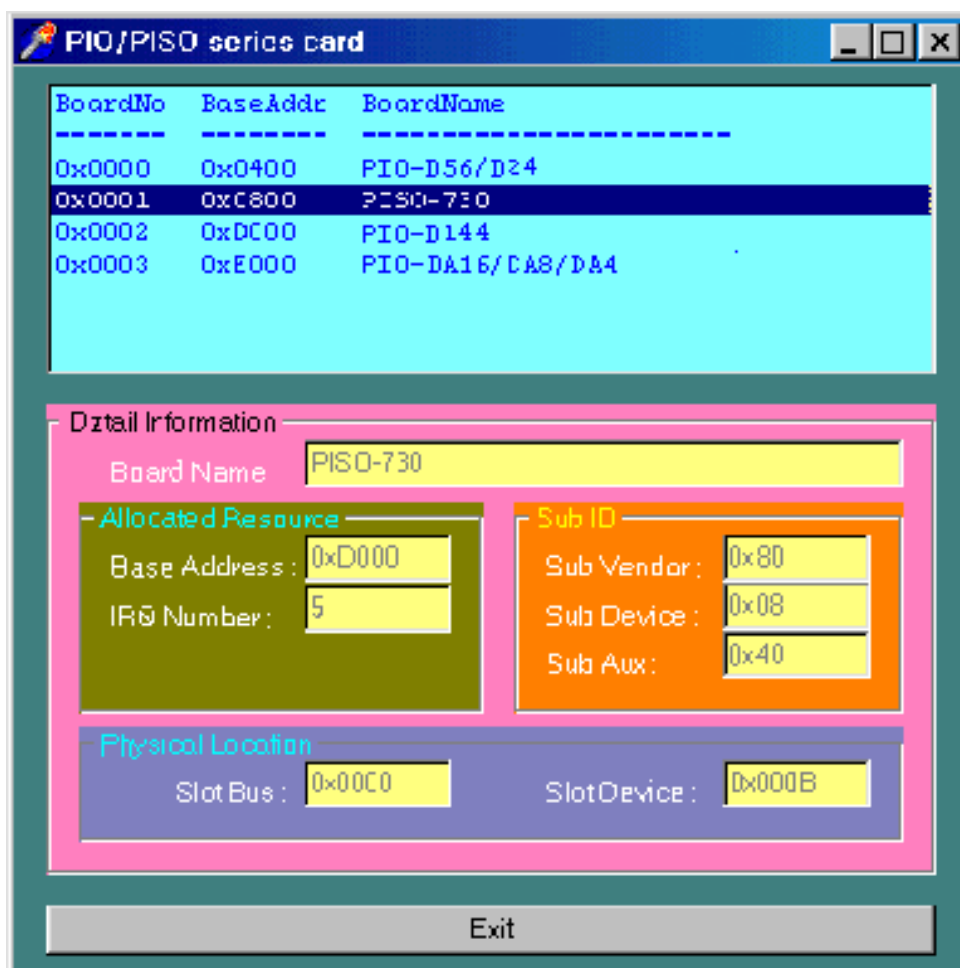 PIO/PISO series card
BoardNo BaseAddr BoardName
------- -------- -----------------------
0x0000 0x0400 PIO-D56/D24
0x0001 0xC800 PISO-730
0x0002 0xDC00 PIO-D144
0x0003 0xE000 PIO-DA16/DA8/DA4
Detail Information
Board Name PISO-730
Allocated Resource
Base Address: 0xD000
IRQ Number: 5
Sub ID
Sub Vendor: 0x80
Sub Device: 0x08
Sub Aux: 0x40
Physical Location
Slot Bus: 0x0000
Slot Device: 0x000B
Exit